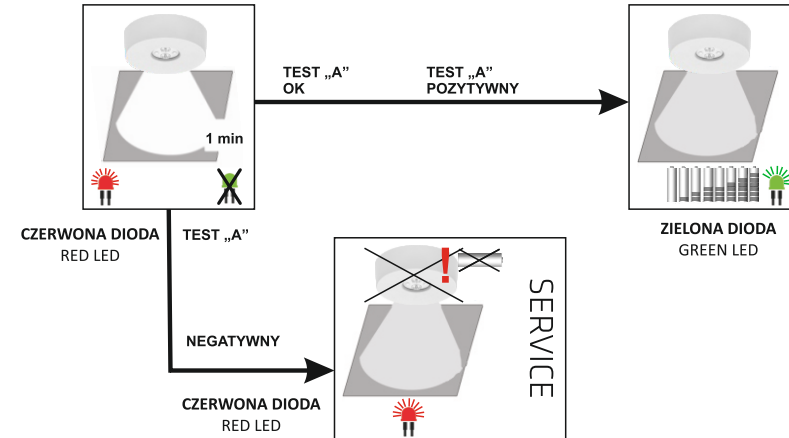 1 min
TEST „A”
OK
TEST „A”
POZYTYWNY
CZERWONA DIODA
RED LED
ZIELONA DIODA
GREEN LED
TEST „A”
NEGATYWNY
CZERWONA DIODA
RED LED
!
SERVICE